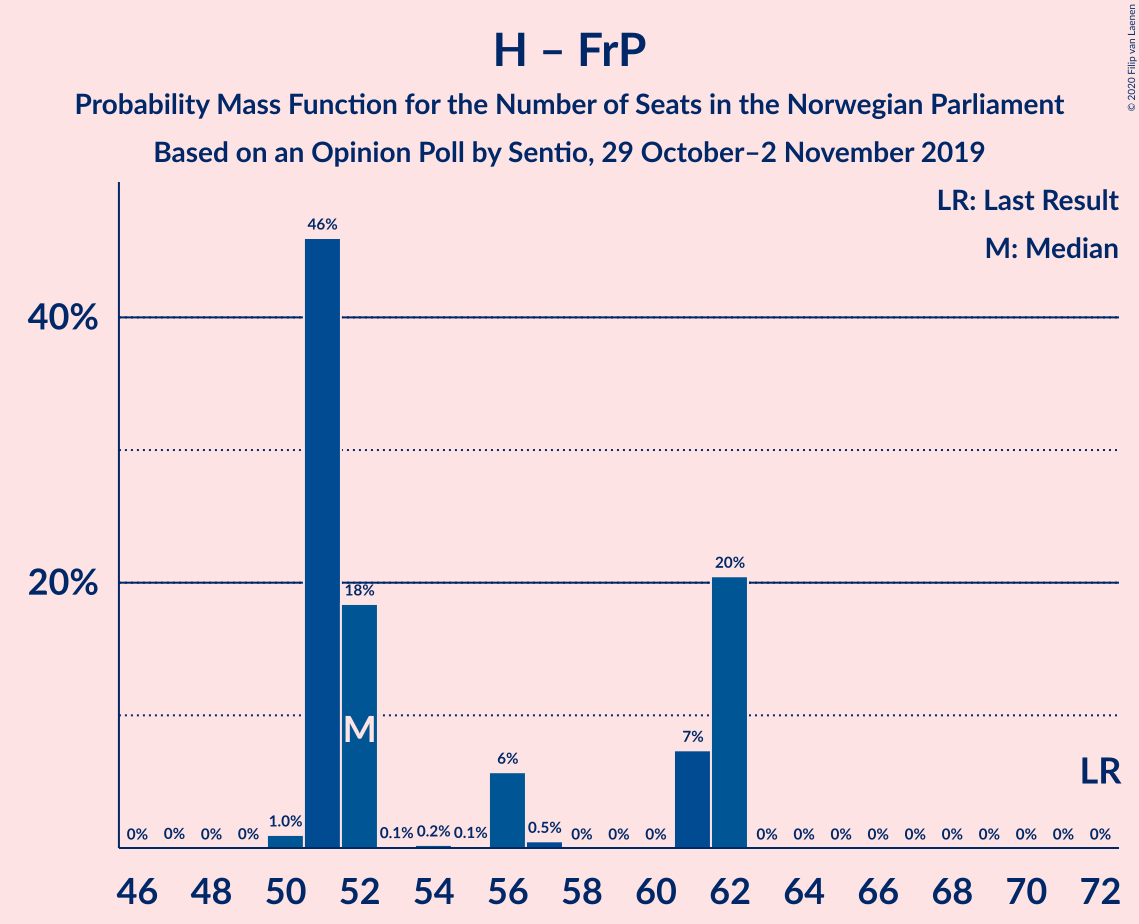 H – FrP
Probability Mass Function for the Number of Seats in the Norwegian Parliament
Based on an Opinion Poll by Sentio, 29 October–2 November 2019
© 2020 Filip van Laenen
LR: Last Result
M: Median
40%
20%
0% 0% 0% 0% 1.0% 46% 18% 0.1% 0.2% 0.1% 6% 0.5% 0% 0% 0% 7% 20% 0% 0% 0% 0% 0% 0% 0% 0% 0% 0%
M
LR
46 48 50 52 54 56 58 60 62 64 66 68 70 72